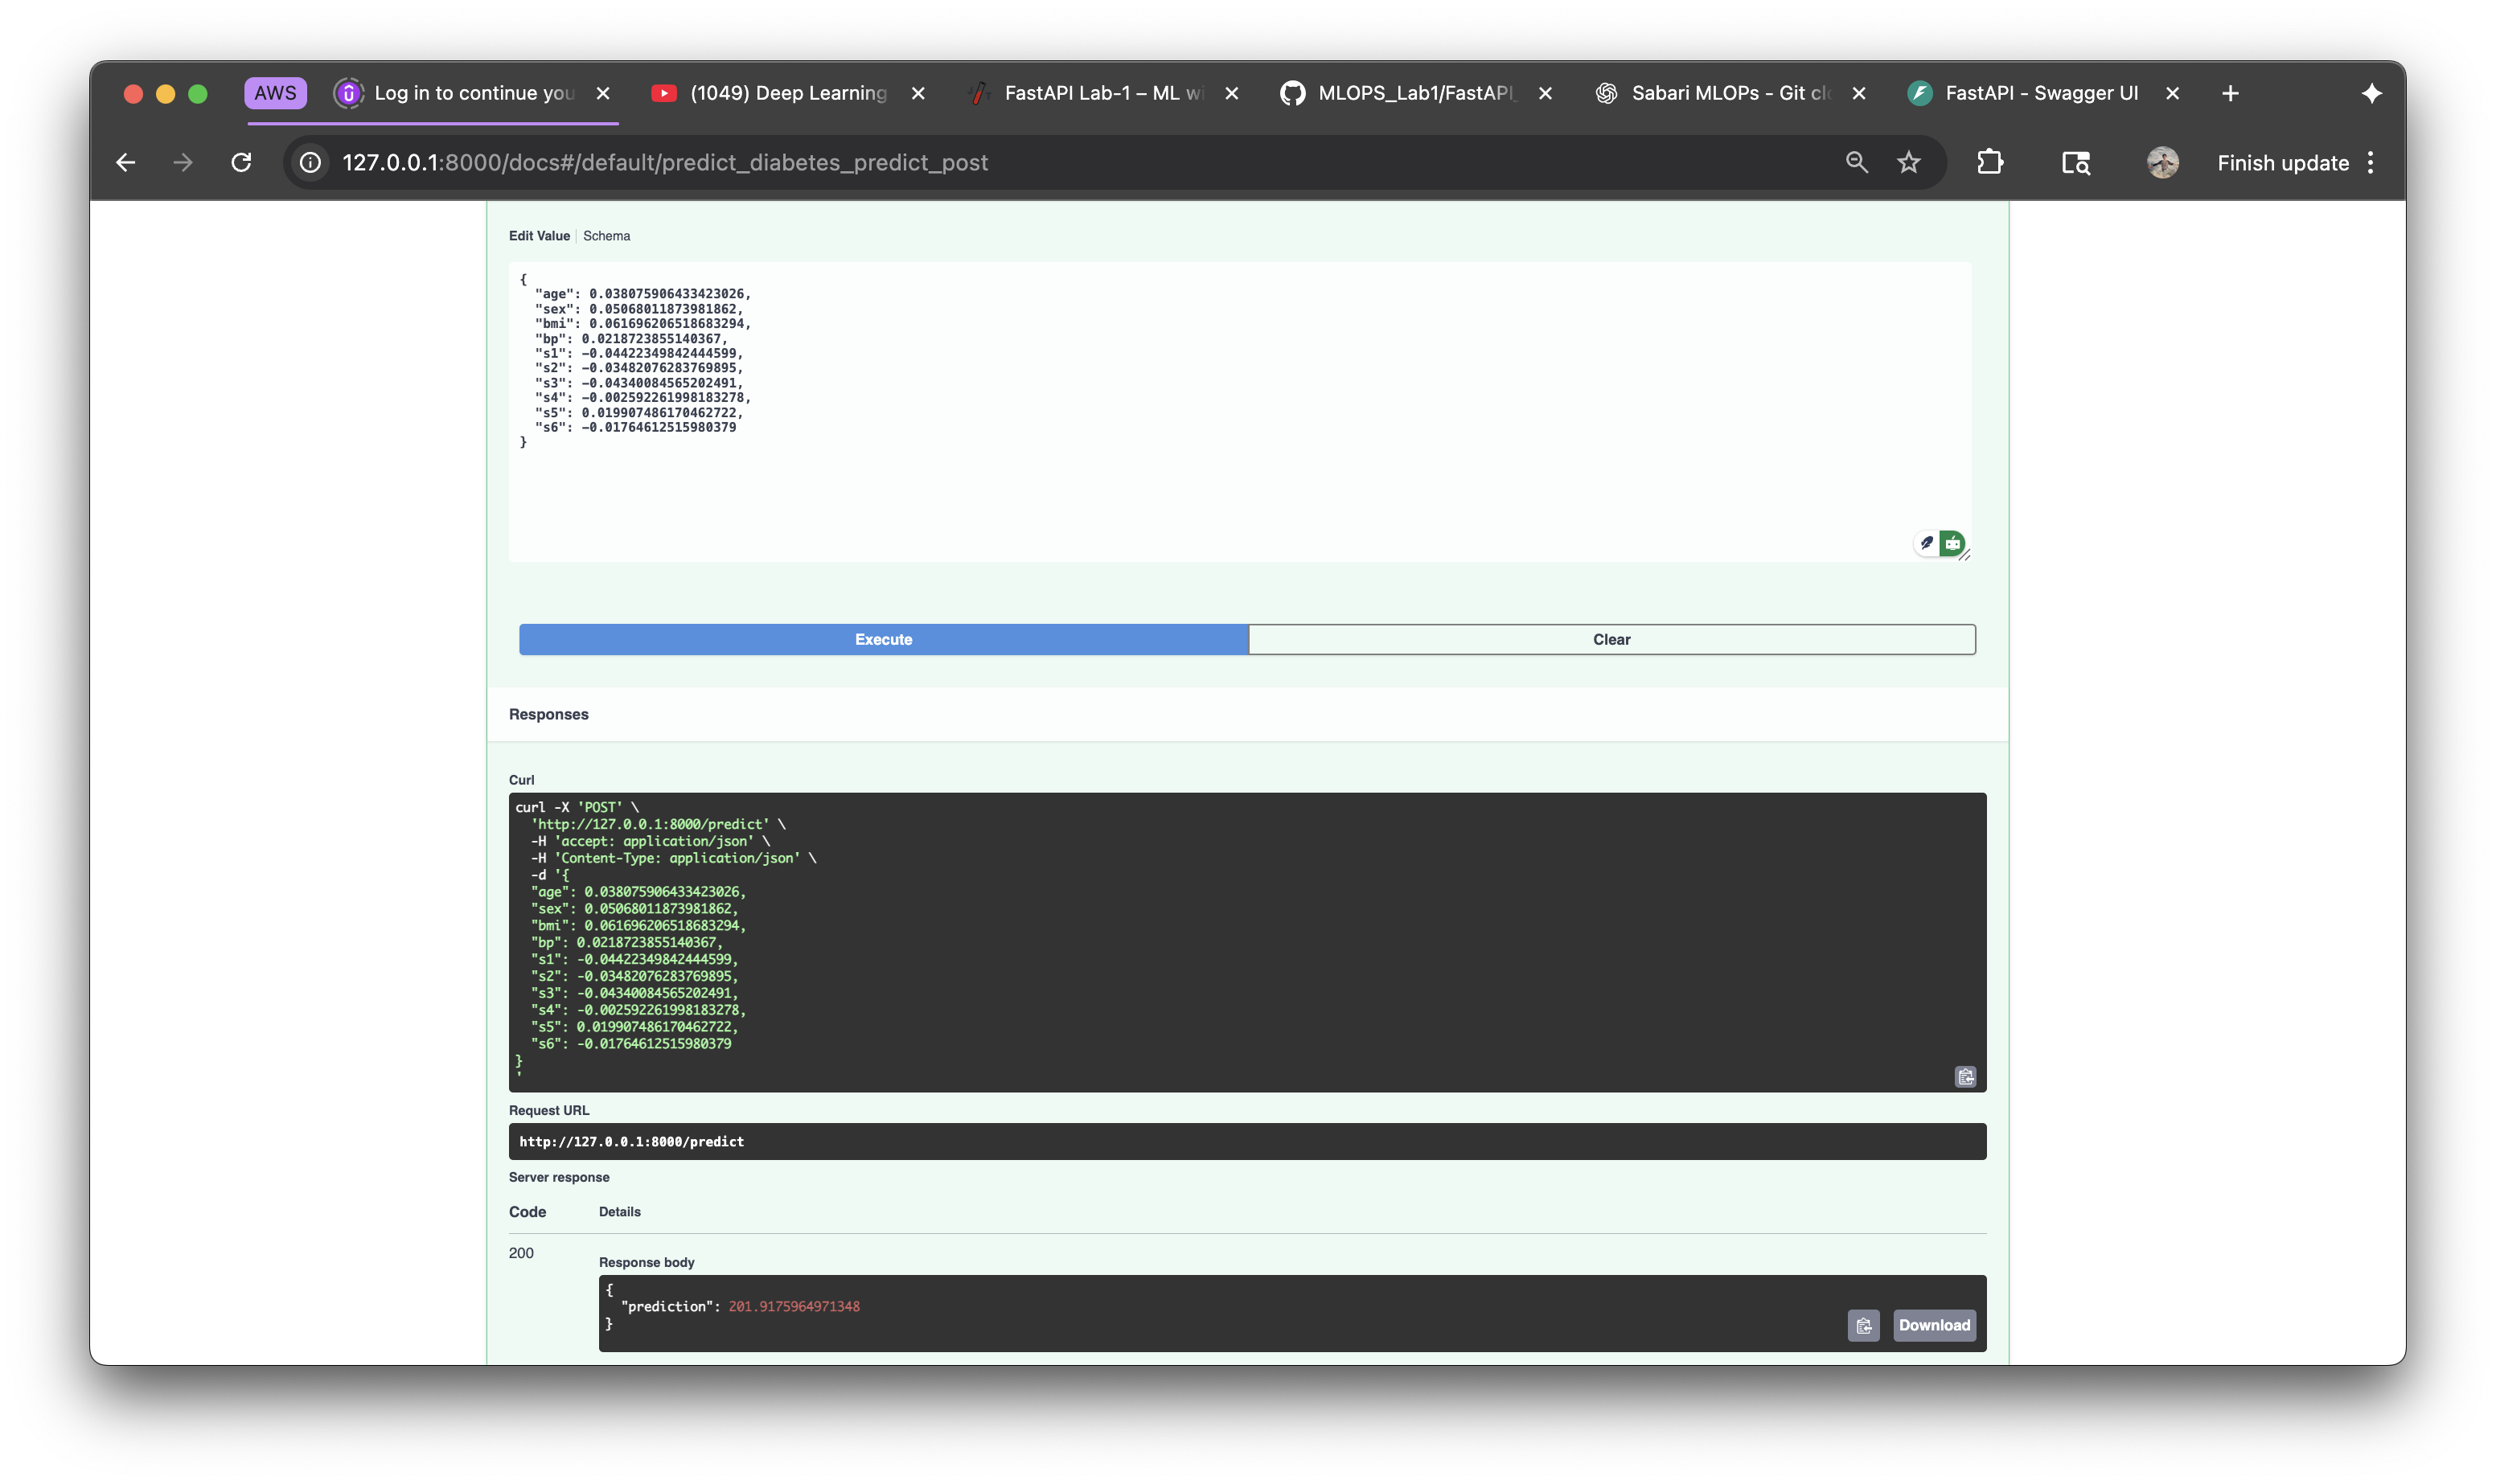 AWS
Log in to continue you
(1049) Deep Learning
FastAPI Lab-1 – ML wi
MLOPS_Lab1/FastAPI_
Sabari MLOPs - Git clo
FastAPI - Swagger UI
127.0.0.1:8000/docs#/default/predict_diabetes_predict_post
Finish update
Edit Value
Schema
{
"age": 0.038075906433423026,
"sex": 0.05068011873981862,
"bmi": 0.061696206518683294,
"bp": 0.0218723855140367,
"s1": -0.04422349842444599,
"s2": -0.03482076283769895,
"s3": -0.04340084565202491,
"s4": -0.002592261998183278,
"s5": 0.019907486170462722,
"s6": -0.01764612515980379
}
Execute
Clear
Responses
Curl
curl -X 'POST' \
'http://127.0.0.1:8000/predict' \
-H 'accept: application/json' \
-H 'Content-Type: application/json' \
-d '{
"age": 0.038075906433423026,
"sex": 0.05068011873981862,
"bmi": 0.061696206518683294,
"bp": 0.0218723855140367,
"s1": -0.04422349842444599,
"s2": -0.03482076283769895,
"s3": -0.04340084565202491,
"s4": -0.002592261998183278,
"s5": 0.019907486170462722,
"s6": -0.01764612515980379
}
'
Request URL
http://127.0.0.1:8000/predict
Server response
Code
Details
200
Response body
{
"prediction": 201.9175964971348
}
Download